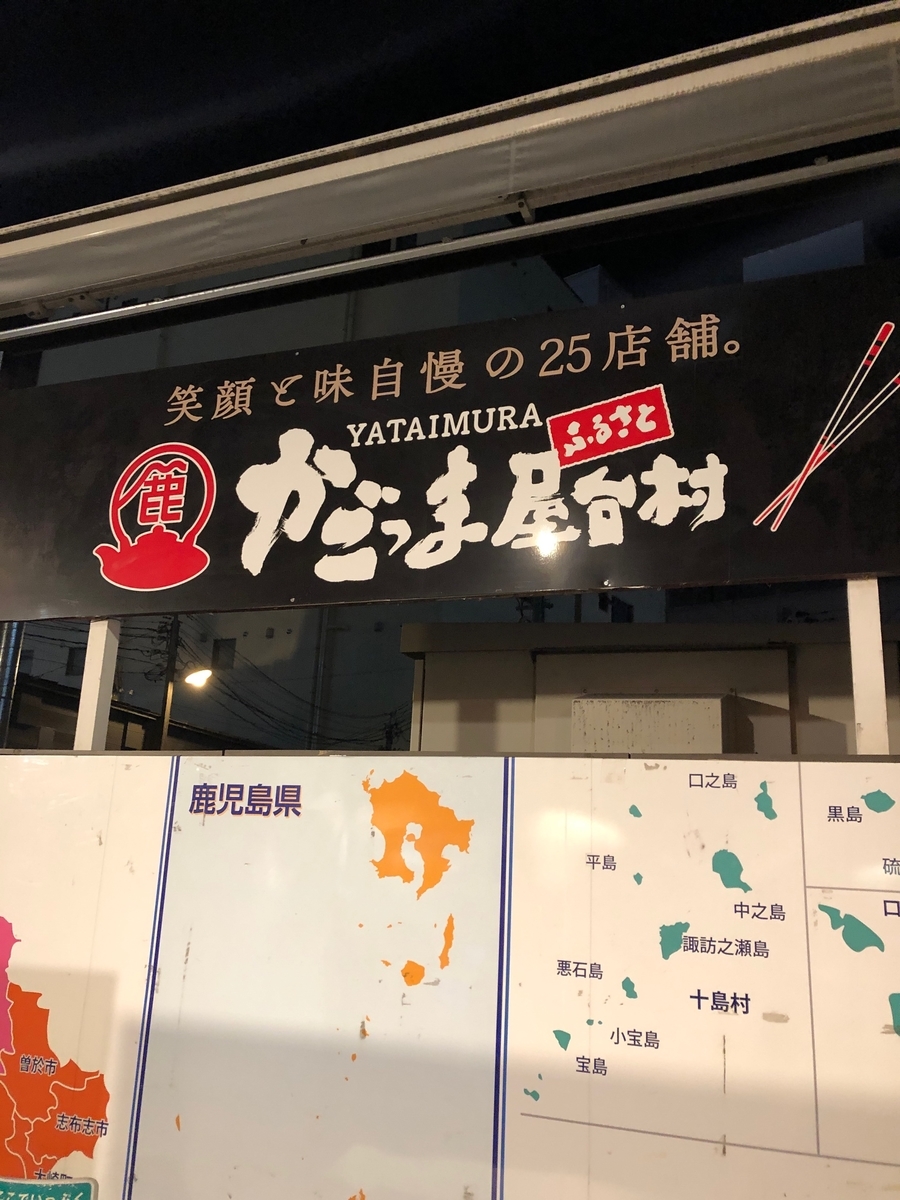 笑顔と味自慢の25店舗。
YATAIMURA
ふるさと
鹿
かごっま屋台村
鹿児島県
口之島
黒島
平島
中之島
諏訪之瀬島
悪石島
十島村
小宝島
宝島
曽於市
志布志市